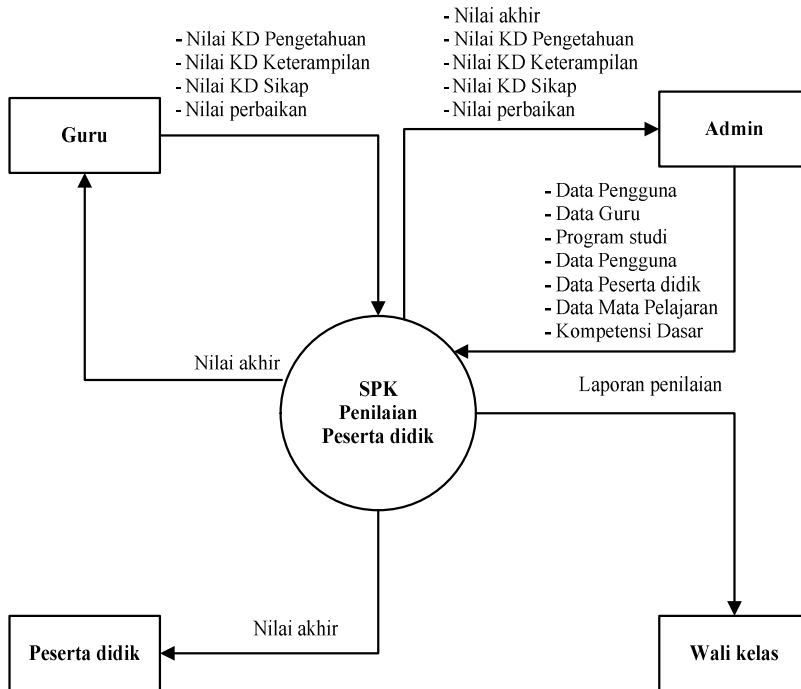 - Nilai KD Pengetahuan
- Nilai KD Keterampilan
- Nilai KD Sikap
- Nilai perbaikan
- Nilai akhir
- Nilai KD Pengetahuan
- Nilai KD Keterampilan
- Nilai KD Sikap
- Nilai perbaikan
Guru
Admin
- Data Pengguna
- Data Guru
- Program studi
- Data Pengguna
- Data Peserta didik
- Data Mata Pelajaran
- Kompetensi Dasar
Nilai akhir
SPK
Penilaian
Peserta didik
Laporan penilaian
Nilai akhir
Peserta didik
Wali kelas